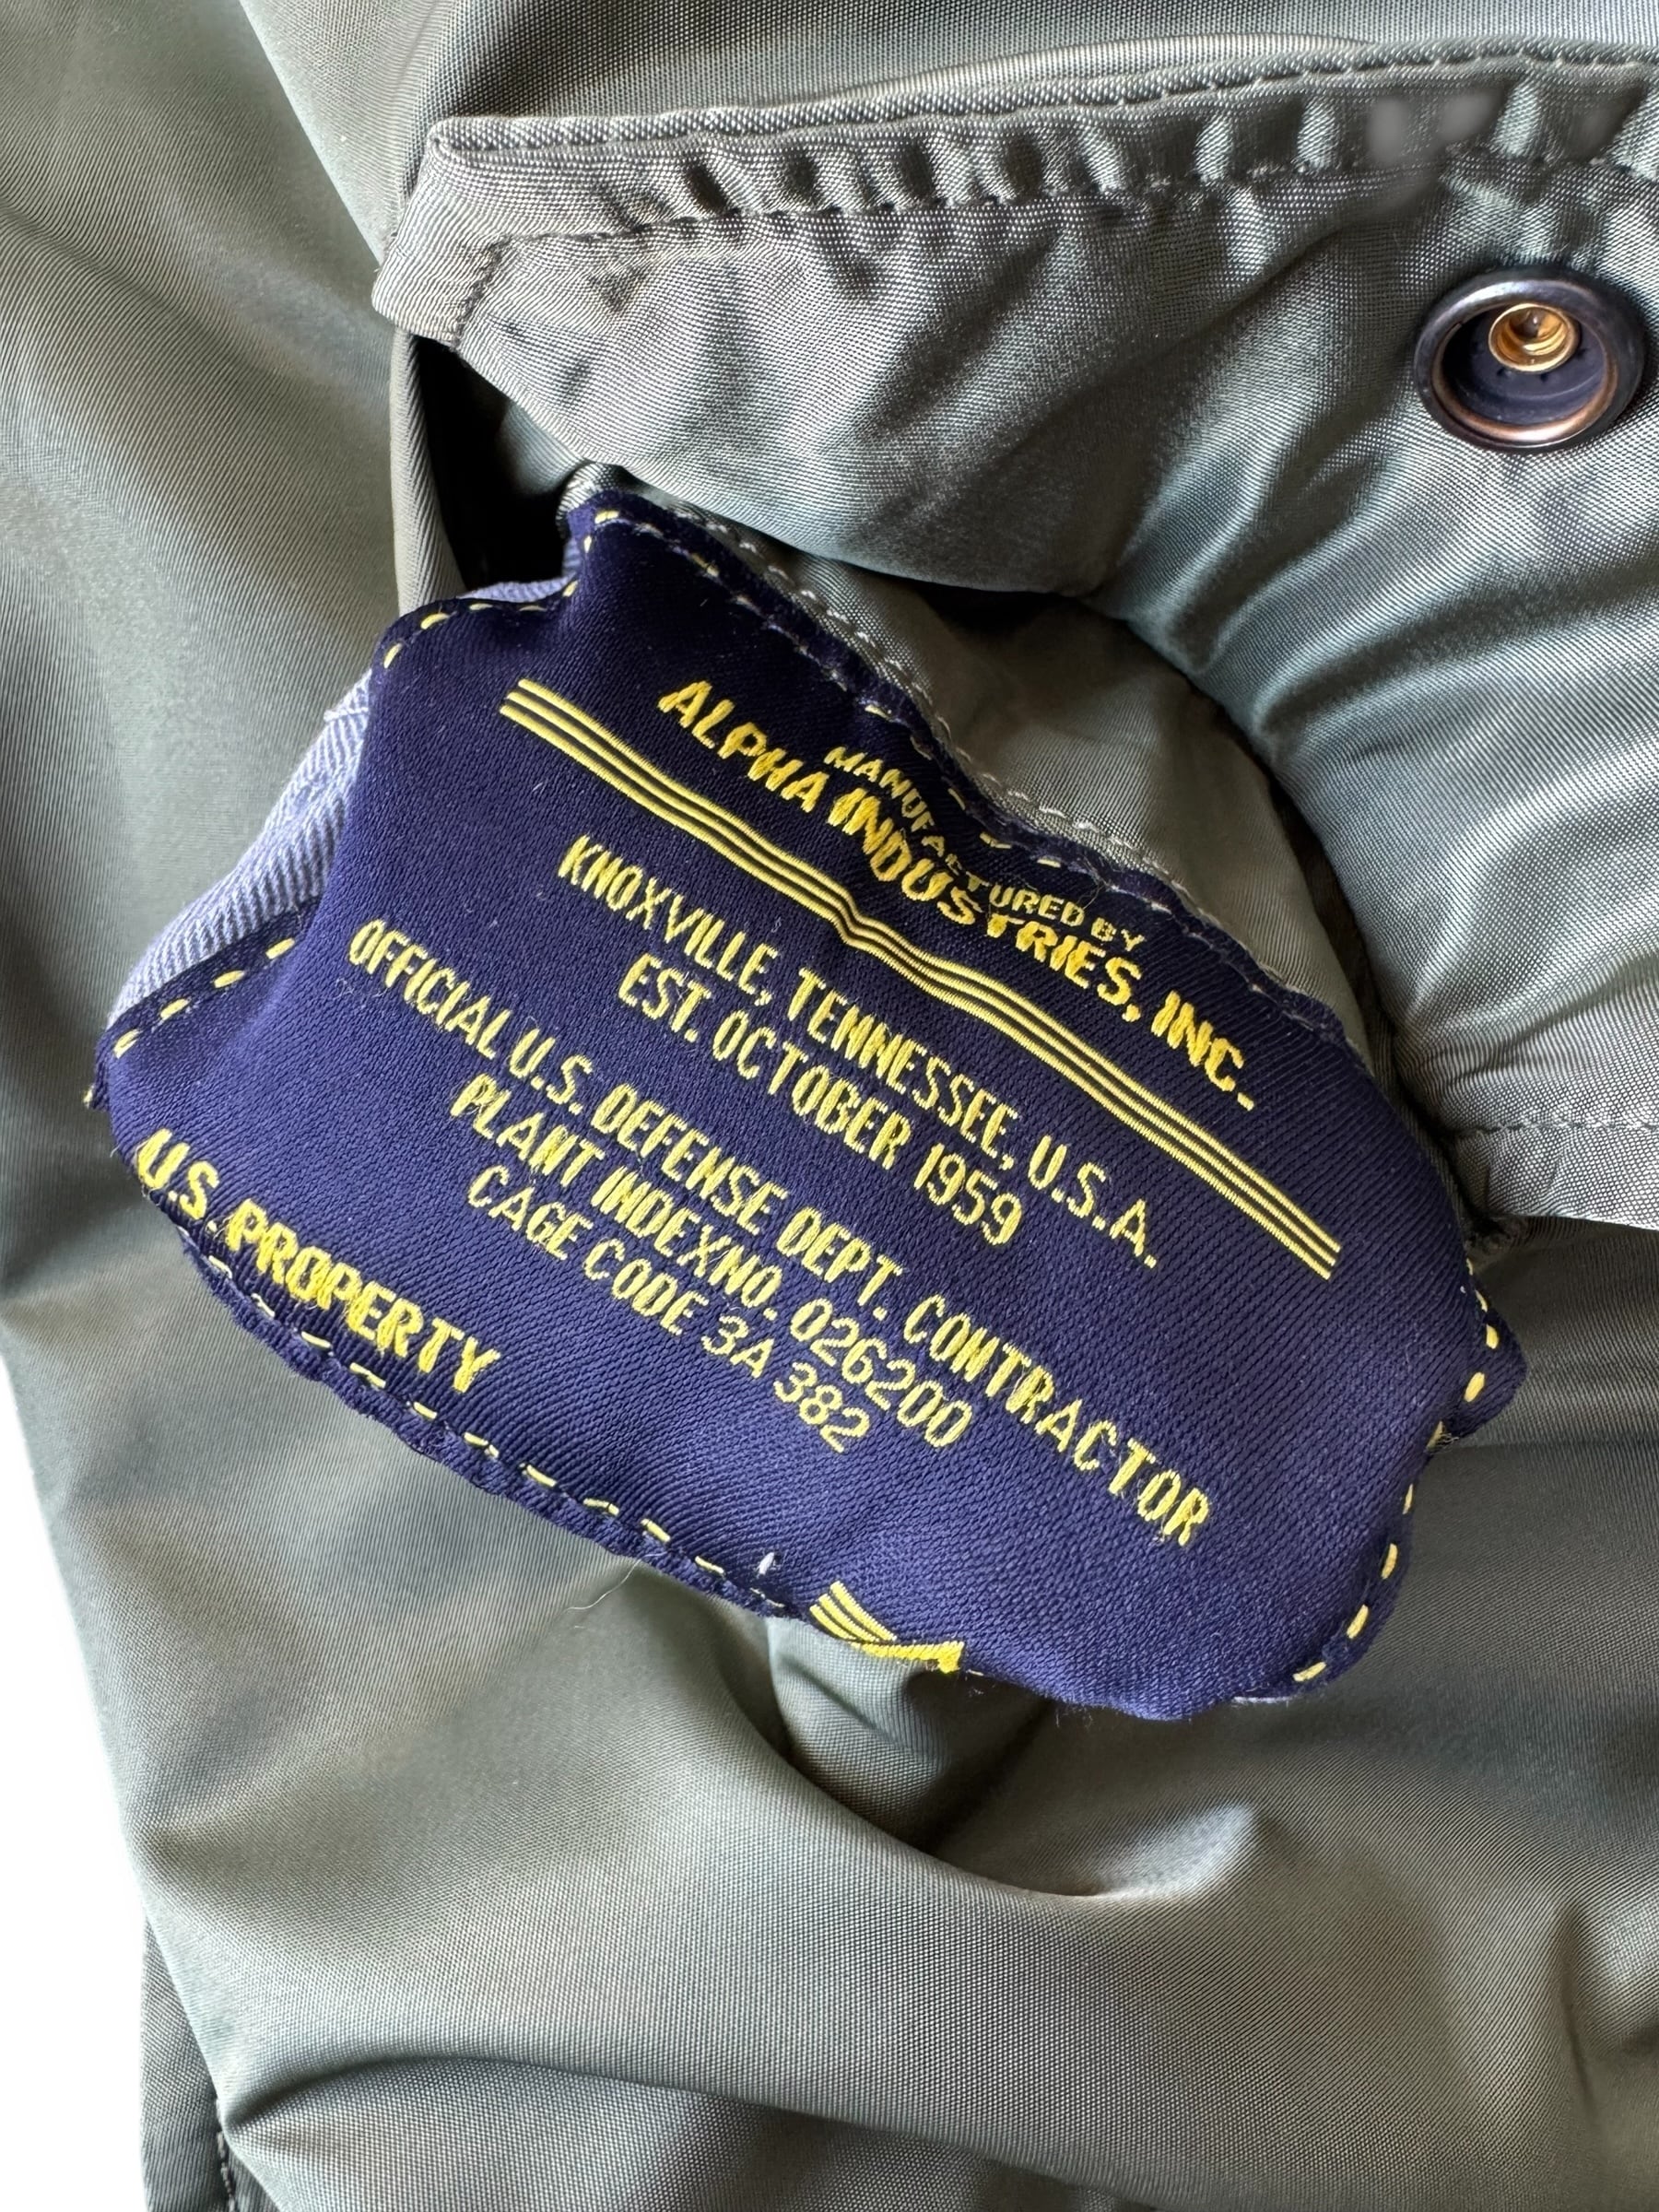 MANUFACTURED BY
ALPHA INDUSTRIES, INC.
KNOXVILLE, TENNESSEE, U.S.A.
EST. OCTOBER 1959
OFFICIAL U.S. DEFENSE DEPT. CONTRACTOR
PLANT INDEXNO. 026200
CAGE CODE 3A 382
U.S. PROPERTY